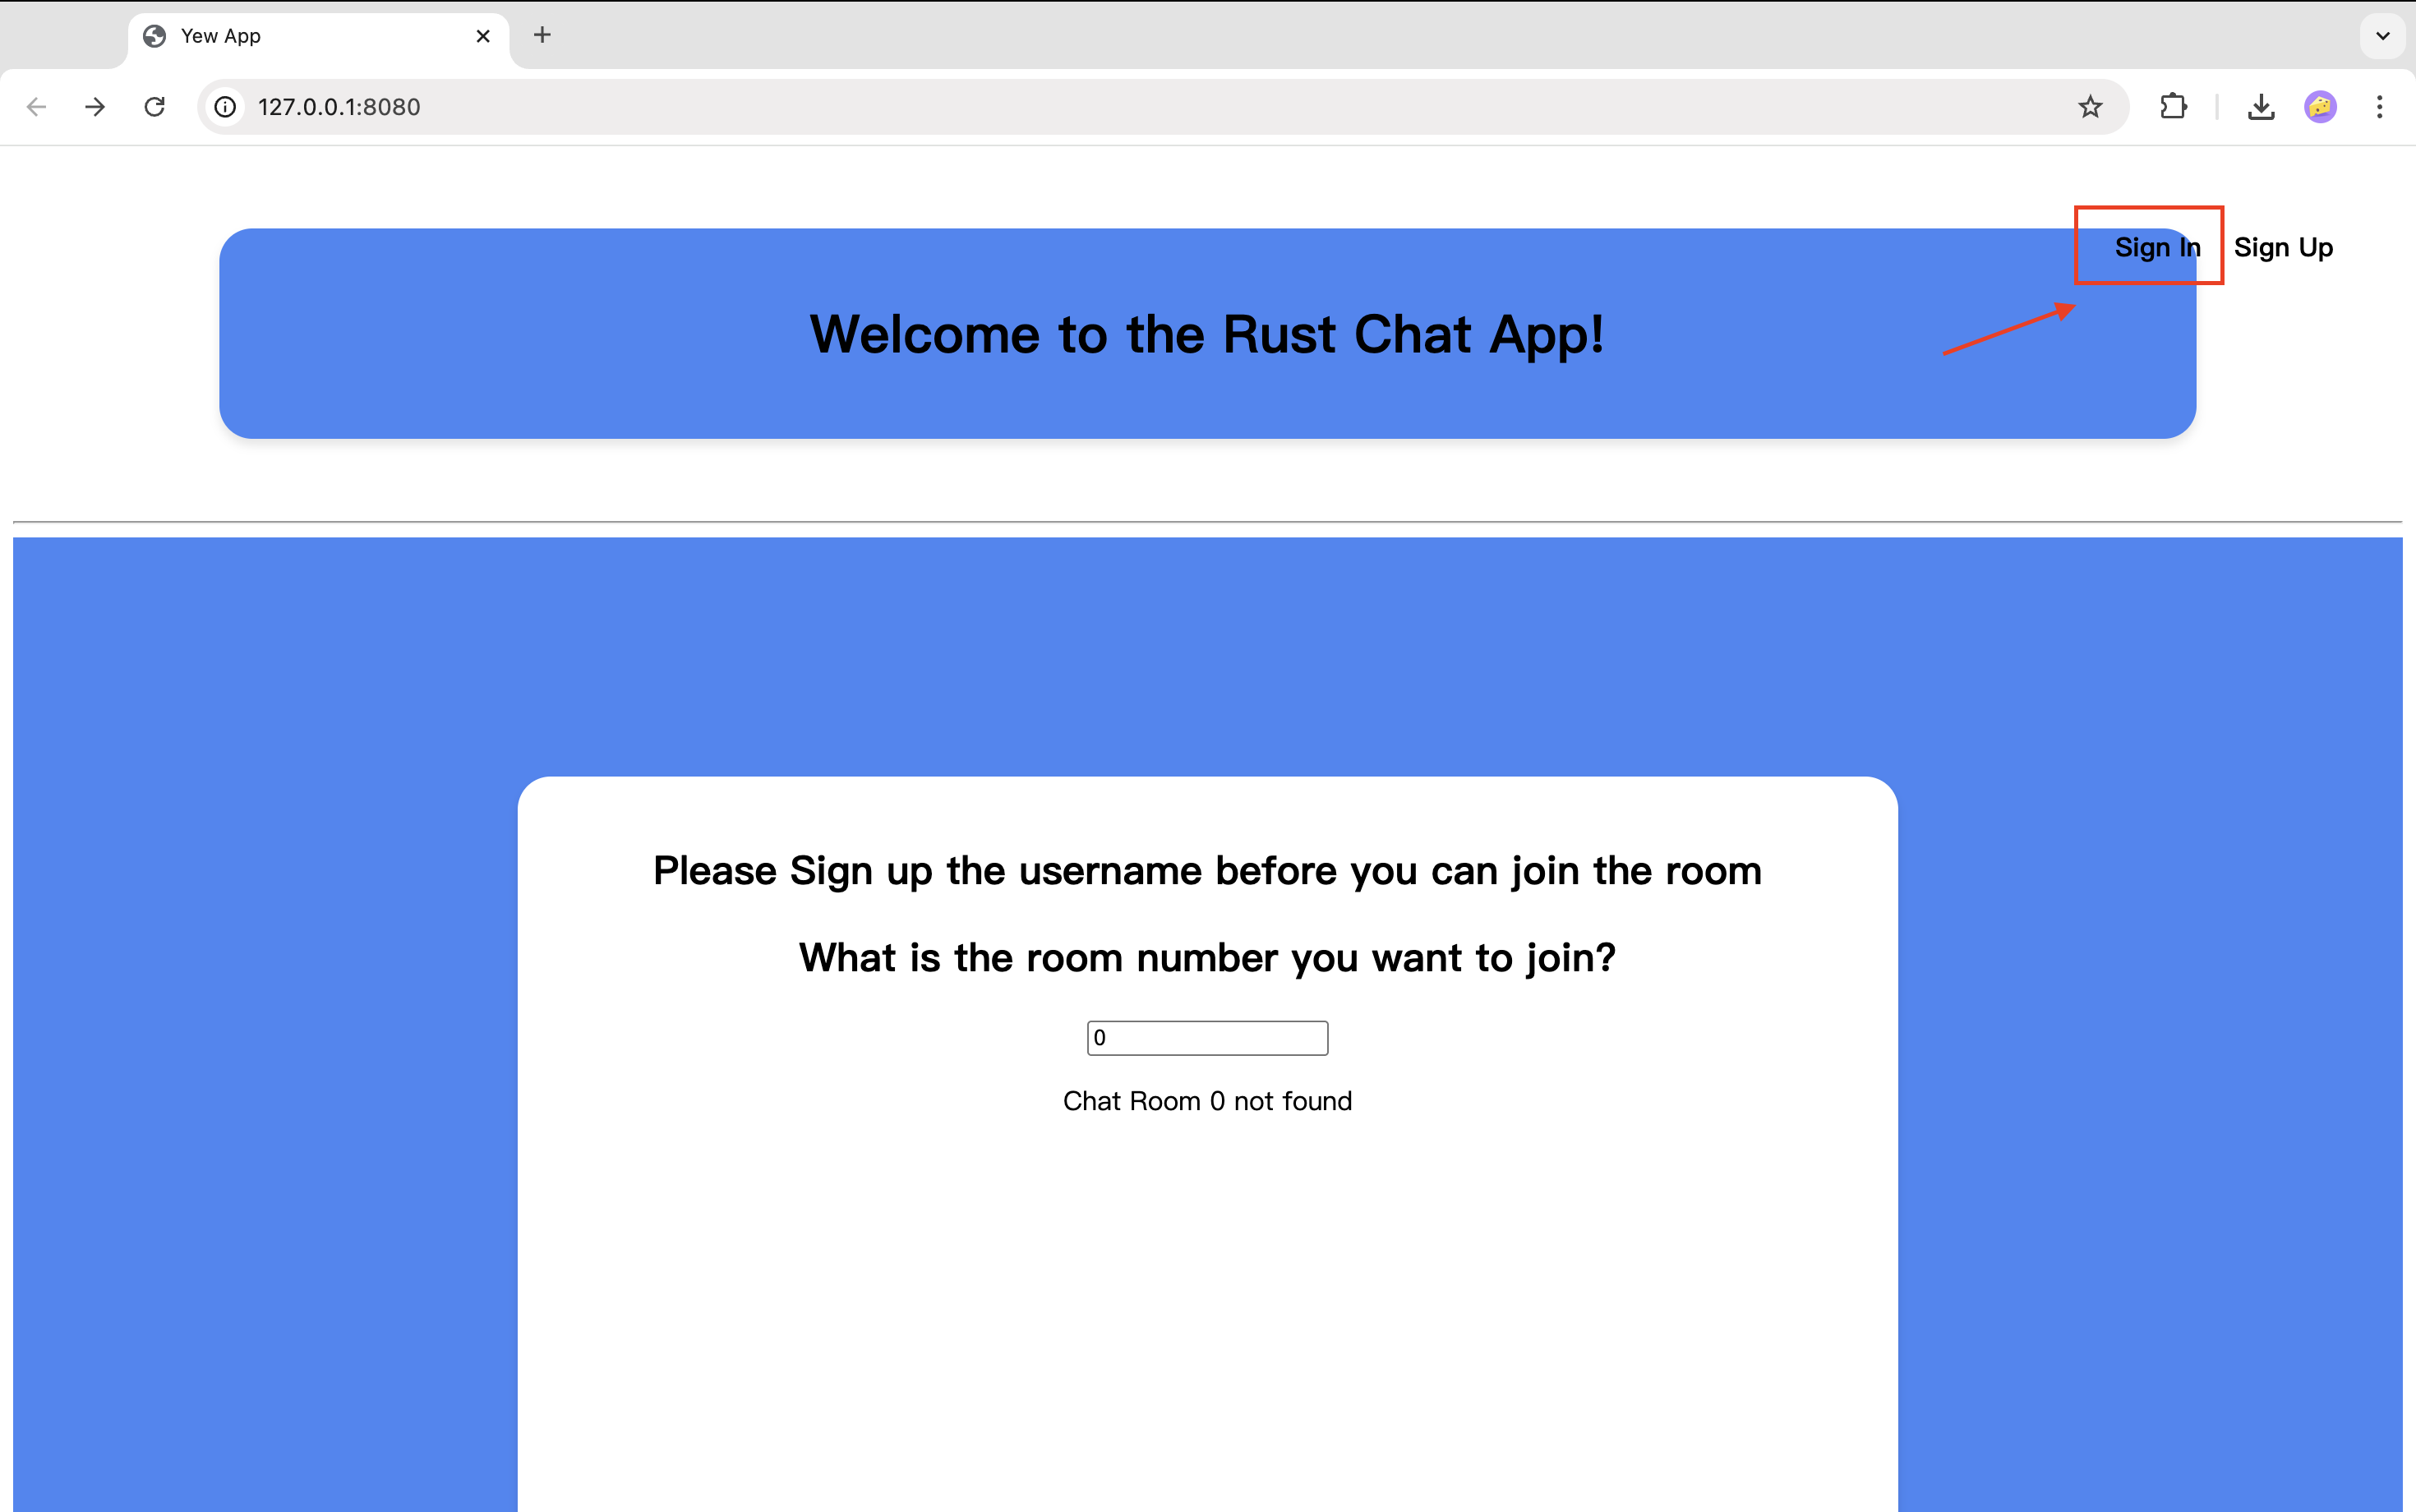 Yew App
127.0.0.1:8080
Sign In Sign Up
Welcome to the Rust Chat App!
Please Sign up the username before you can join the room
What is the room number you want to join?
0
Chat Room 0 not found